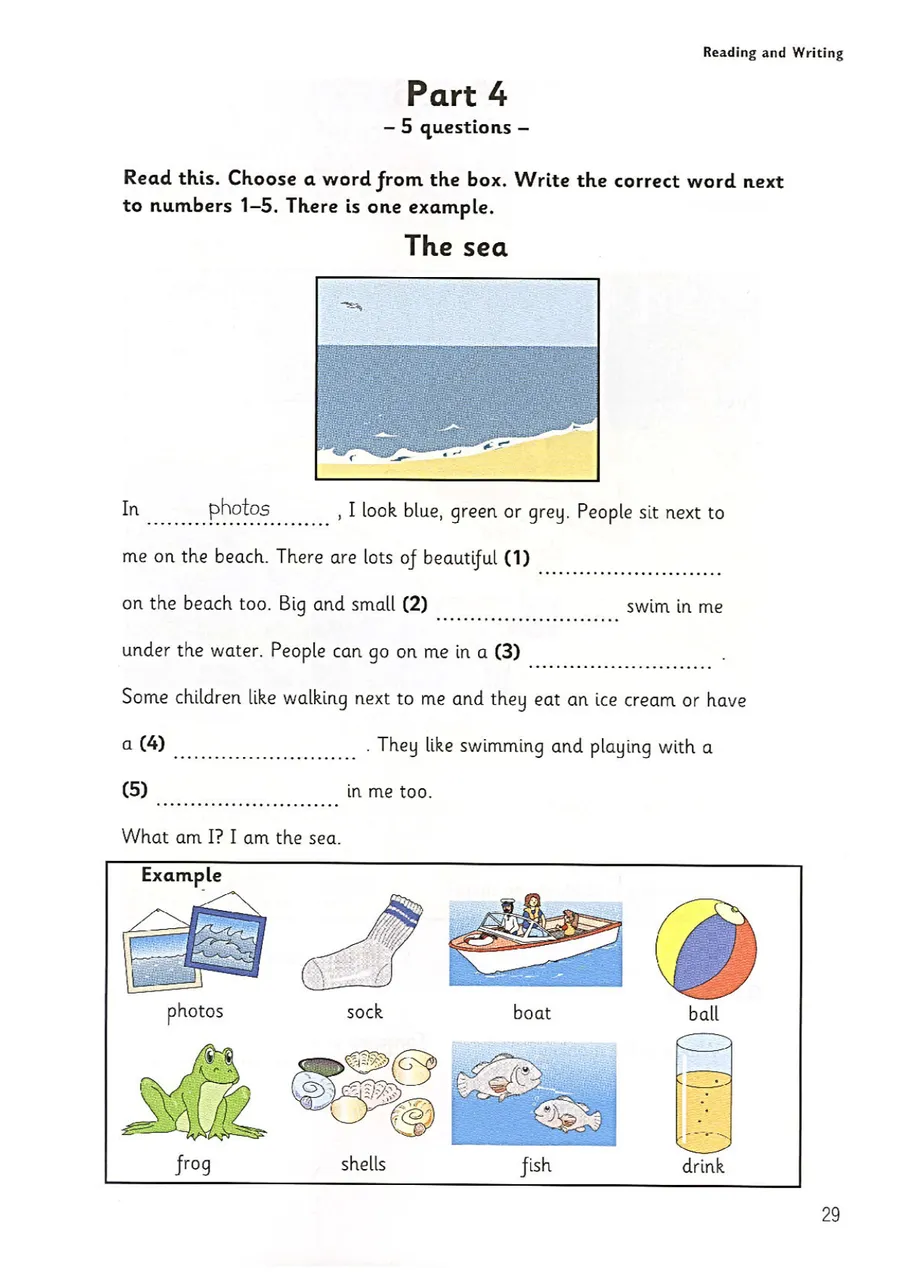 Reading and Writing
Part 4
– 5 questions –
Read this. Choose a word from the box. Write the correct word next
to numbers 1–5. There is one example.
The sea
In photos , I look blue, green or grey. People sit next to
me on the beach. There are lots of beautiful (1) ...........................
on the beach too. Big and small (2) ........................... swim in me
under the water. People can go on me in a (3) ........................... .
Some children like walking next to me and they eat an ice cream or have
a (4) ........................... . They like swimming and playing with a
(5) ........................... in me too.
What am I? I am the sea.
Example
photos sock boat ball
frog shells fish drink
29